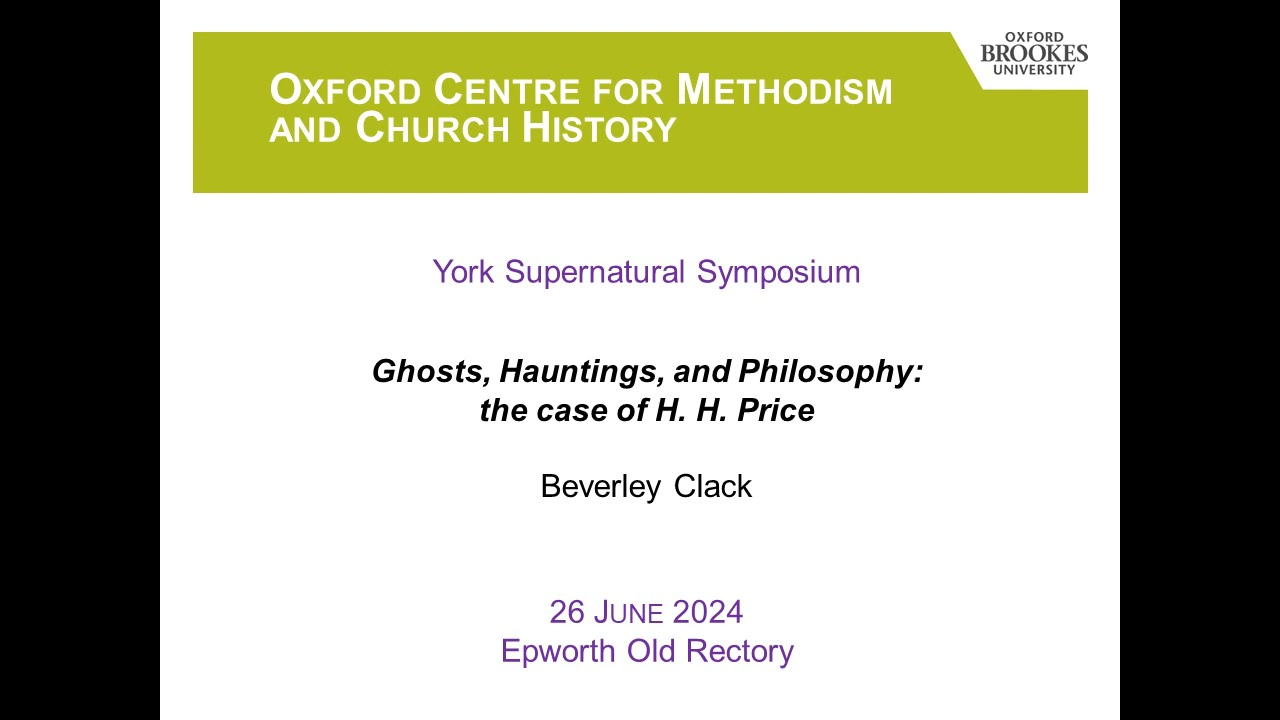 OXFORD
BROOKES
UNIVERSITY
OXFORD CENTRE FOR METHODISM
AND CHURCH HISTORY
York Supernatural Symposium
Ghosts, Hauntings, and Philosophy:
the case of H. H. Price
Beverley Clack
26 JUNE 2024
Epworth Old Rectory